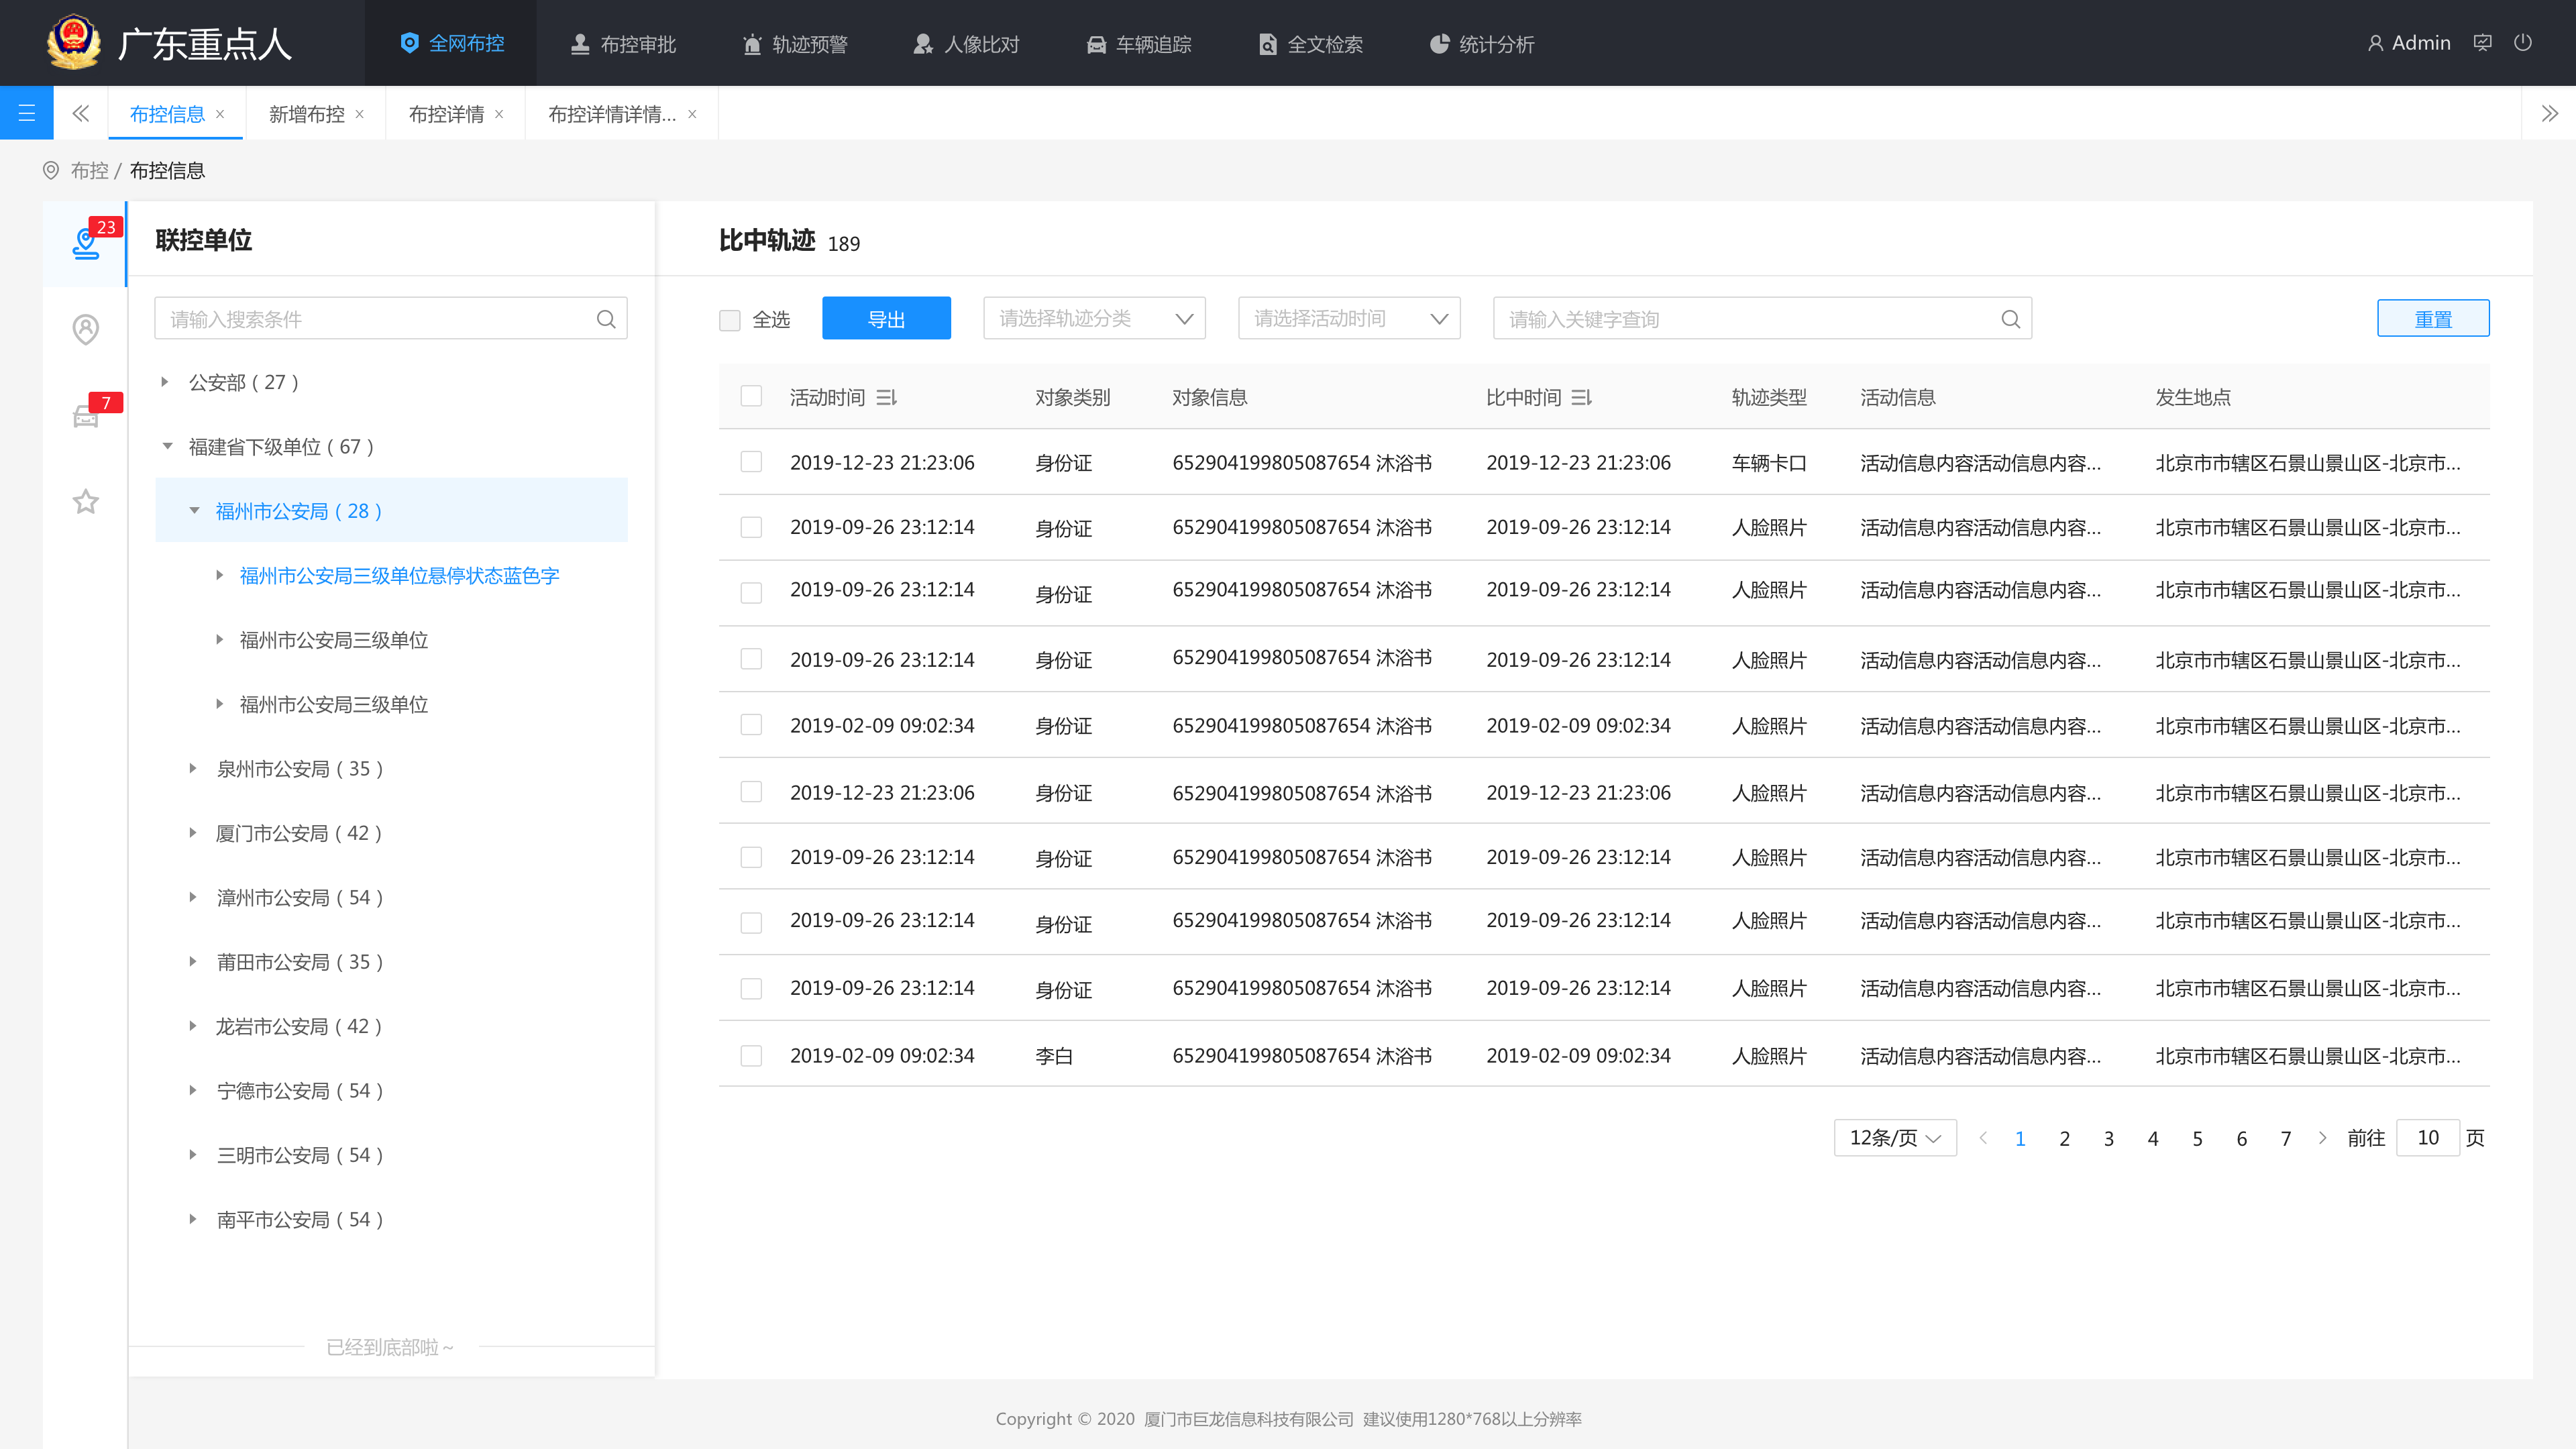 广东重点人
全网布控
布控审批
轨迹预警
人像比对
车辆追踪
全文检索
统计分析
Admin
布控信息 ×
新增布控 ×
布控详情 ×
布控详情详情... ×
布控 / 布控信息
23
7
联控单位
请输入搜索条件
公安部 ( 27 )
福建省下级单位 ( 67 )
福州市公安局 ( 28 )
福州市公安局三级单位悬停状态蓝色字
福州市公安局三级单位
福州市公安局三级单位
泉州市公安局 ( 35 )
厦门市公安局 ( 42 )
漳州市公安局 ( 54 )
莆田市公安局 ( 35 )
龙岩市公安局 ( 42 )
宁德市公安局 ( 54 )
三明市公安局 ( 54 )
南平市公安局 ( 54 )
已经到底部啦 ~
比中轨迹 189
全选 导出 请选择轨迹分类 请选择活动时间 请输入关键字查询 重置
活动时间 对象类别 对象信息 比中时间 轨迹类型 活动信息 发生地点
2019-12-23 21:23:06 身份证 652904199805087654 沐浴书 2019-12-23 21:23:06 车辆卡口 活动信息内容活动信息内容... 北京市市辖区石景山景山区-北京市...
2019-09-26 23:12:14 身份证 652904199805087654 沐浴书 2019-09-26 23:12:14 人脸照片 活动信息内容活动信息内容... 北京市市辖区石景山景山区-北京市...
2019-09-26 23:12:14 身份证 652904199805087654 沐浴书 2019-09-26 23:12:14 人脸照片 活动信息内容活动信息内容... 北京市市辖区石景山景山区-北京市...
2019-09-26 23:12:14 身份证 652904199805087654 沐浴书 2019-09-26 23:12:14 人脸照片 活动信息内容活动信息内容... 北京市市辖区石景山景山区-北京市...
2019-02-09 09:02:34 身份证 652904199805087654 沐浴书 2019-02-09 09:02:34 人脸照片 活动信息内容活动信息内容... 北京市市辖区石景山景山区-北京市...
2019-12-23 21:23:06 身份证 652904199805087654 沐浴书 2019-12-23 21:23:06 人脸照片 活动信息内容活动信息内容... 北京市市辖区石景山景山区-北京市...
2019-09-26 23:12:14 身份证 652904199805087654 沐浴书 2019-09-26 23:12:14 人脸照片 活动信息内容活动信息内容... 北京市市辖区石景山景山区-北京市...
2019-09-26 23:12:14 身份证 652904199805087654 沐浴书 2019-09-26 23:12:14 人脸照片 活动信息内容活动信息内容... 北京市市辖区石景山景山区-北京市...
2019-09-26 23:12:14 身份证 652904199805087654 沐浴书 2019-09-26 23:12:14 人脸照片 活动信息内容活动信息内容... 北京市市辖区石景山景山区-北京市...
2019-02-09 09:02:34 李白 652904199805087654 沐浴书 2019-02-09 09:02:34 人脸照片 活动信息内容活动信息内容... 北京市市辖区石景山景山区-北京市...
12条/页 1 2 3 4 5 6 7 前往 10 页
Copyright © 2020 厦门市巨龙信息科技有限公司 建议使用1280*768以上分辨率